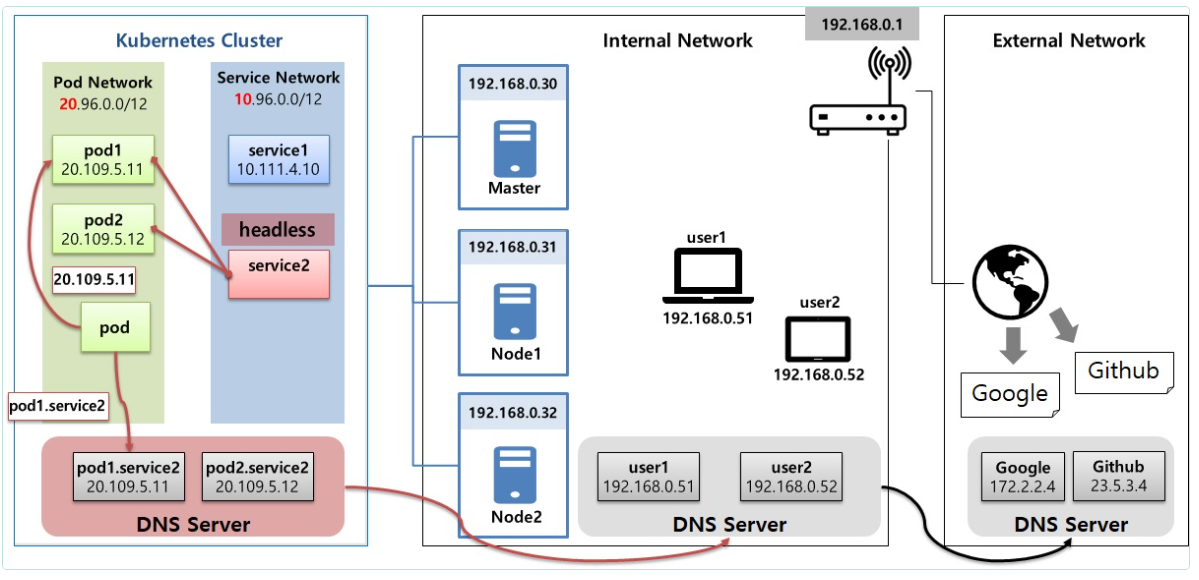 Kubernetes Cluster
Pod Network
20.96.0.0/12
pod1
20.109.5.11
pod2
20.109.5.12
20.109.5.11
pod
pod1.service2
Service Network
10.96.0.0/12
service1
10.111.4.10
headless
service2
pod1.service2
20.109.5.11
pod2.service2
20.109.5.12
DNS Server
Internal Network
192.168.0.1
192.168.0.30
Master
192.168.0.31
Node1
192.168.0.32
Node2
user1
192.168.0.51
user2
192.168.0.52
user1
192.168.0.51
user2
192.168.0.52
DNS Server
External Network
Google
Github
Google
172.2.2.4
Github
23.5.3.4
DNS Server